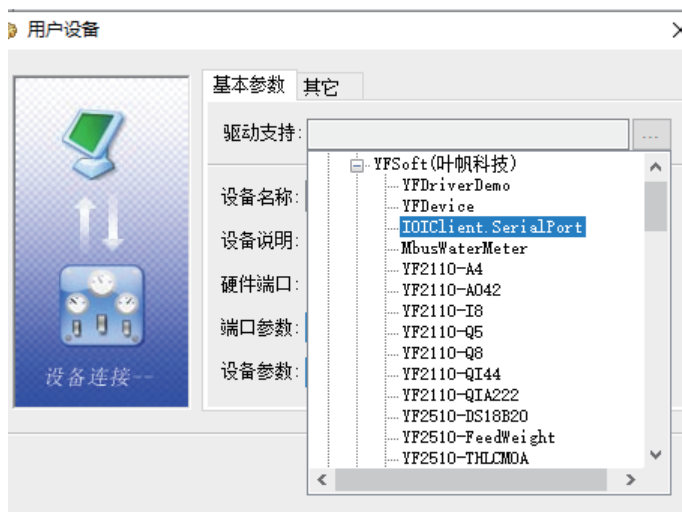 用户设备
基本参数 其它
驱动支持:
...
YFSoft(叶帆科技)
YFDriverDemo
YFDevice
IOIClient.SerialPort
MbusWaterMeter
YF2110-A4
YF2110-A042
YF2110-I8
YF2110-Q5
YF2110-Q8
YF2110-QI44
YF2110-QIA222
YF2510-DS18B20
YF2510-FeedWeight
YF2510-THLCMOA
设备名称:
设备说明:
硬件端口:
端口参数:
设备参数:
设备连接--